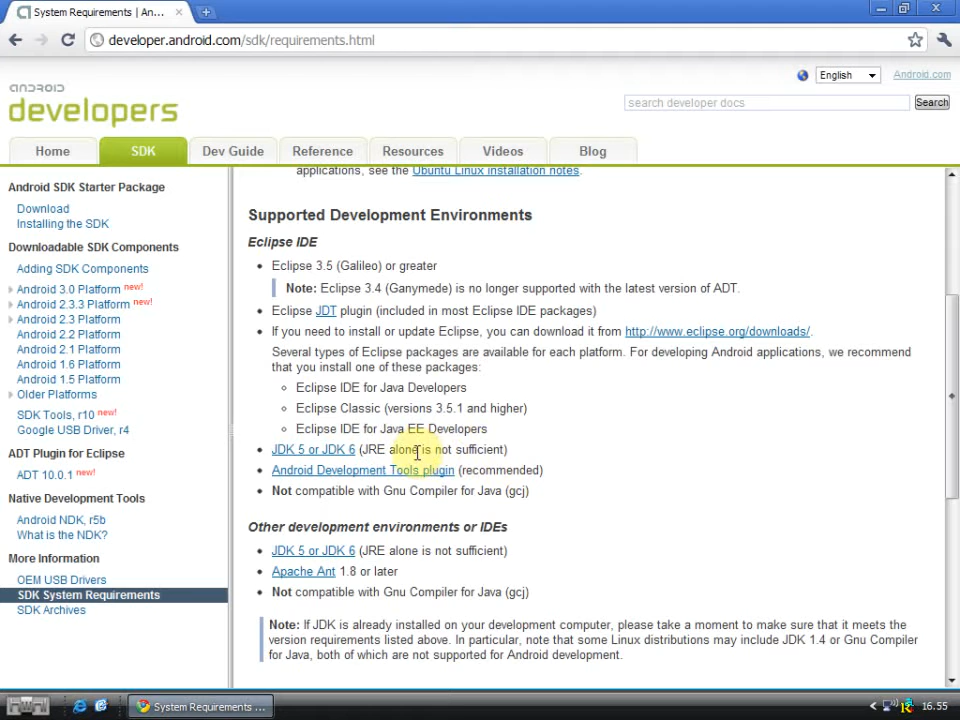 System Requirements | An...
developer.android.com/sdk/requirements.html
English
Android.com
android
developers
search developer docs
Search
Home
SDK
Dev Guide
Reference
Resources
Videos
Blog
Android SDK Starter Package
Download
Installing the SDK
Downloadable SDK Components
Adding SDK Components
Android 3.0 Platform new!
Android 2.3.3 Platform new!
Android 2.3 Platform
Android 2.2 Platform
Android 2.1 Platform
Android 1.6 Platform
Android 1.5 Platform
Older Platforms
SDK Tools, r10 new!
Google USB Driver, r4
ADT Plugin for Eclipse
ADT 10.0.1 new!
Native Development Tools
Android NDK, r5b
What is the NDK?
More Information
OEM USB Drivers
SDK System Requirements
SDK Archives
applications, see the Ubuntu Linux installation notes.
Supported Development Environments
Eclipse IDE
• Eclipse 3.5 (Galileo) or greater
Note: Eclipse 3.4 (Ganymede) is no longer supported with the latest version of ADT.
• Eclipse JDT plugin (included in most Eclipse IDE packages)
• If you need to install or update Eclipse, you can download it from http://www.eclipse.org/downloads/.
Several types of Eclipse packages are available for each platform. For developing Android applications, we recommend
that you install one of these packages:
◦ Eclipse IDE for Java Developers
◦ Eclipse Classic (versions 3.5.1 and higher)
◦ Eclipse IDE for Java EE Developers
• JDK 5 or JDK 6 (JRE alone is not sufficient)
• Android Development Tools plugin (recommended)
• Not compatible with Gnu Compiler for Java (gcj)
Other development environments or IDEs
• JDK 5 or JDK 6 (JRE alone is not sufficient)
• Apache Ant 1.8 or later
• Not compatible with Gnu Compiler for Java (gcj)
Note: If JDK is already installed on your development computer, please take a moment to make sure that it meets the
version requirements listed above. In particular, note that some Linux distributions may include JDK 1.4 or Gnu Compiler
for Java, both of which are not supported for Android development.
System Requirements ...
16.55